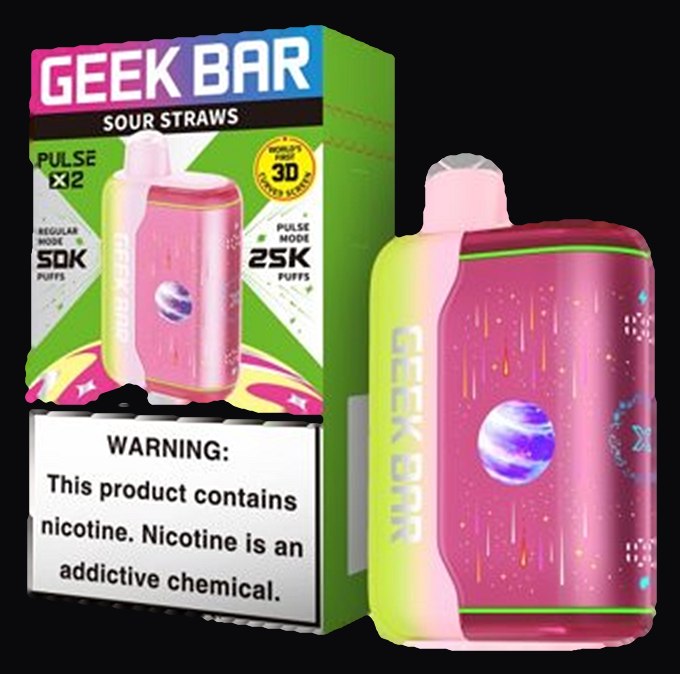 GEEK BAR
SOUR STRAWS
PULSE
X2
WORLD'S
FIRST
3D
CURVED SCREEN
REGULAR
MODE
50K
PUFFS
PULSE
MODE
25K
PUFFS
GEEK BAR
WARNING:
This product contains
nicotine. Nicotine is an
addictive chemical.
GEEK BAR
X